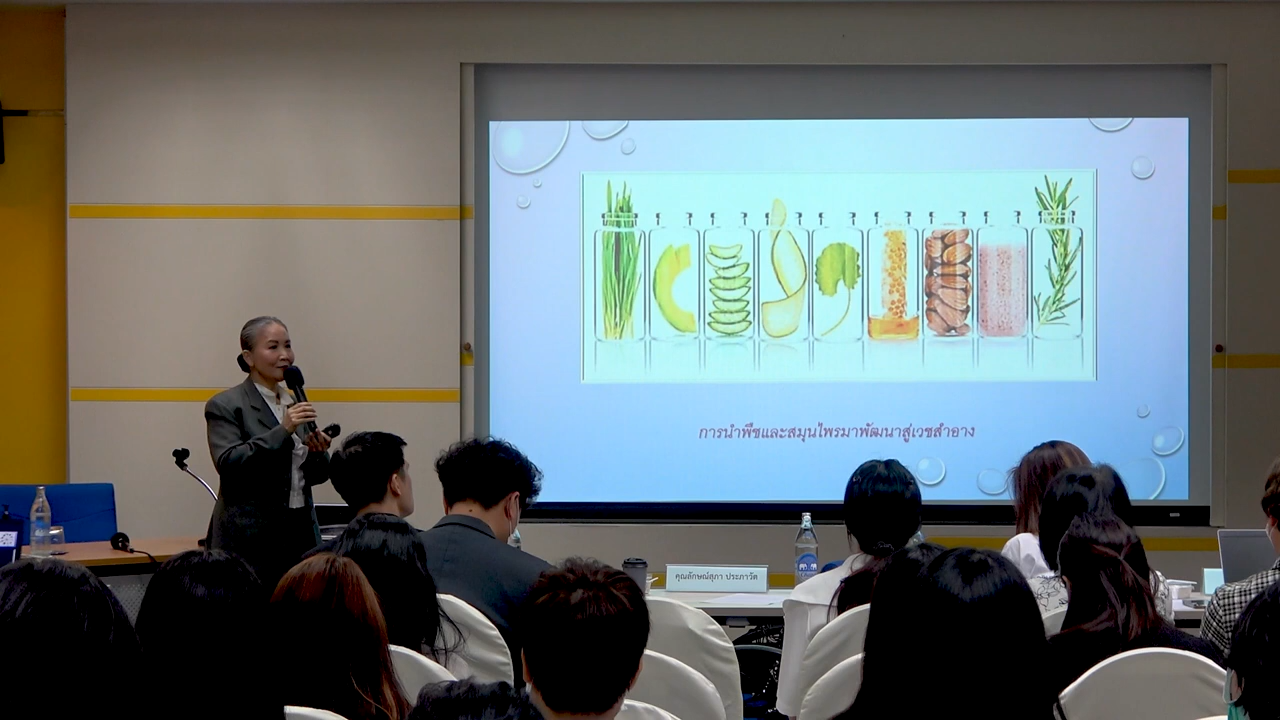 การนำพืชและสมุนไพรมาพัฒนาสู่เวชสำอาง
คุณลักษณ์สุภา ประภาวัต